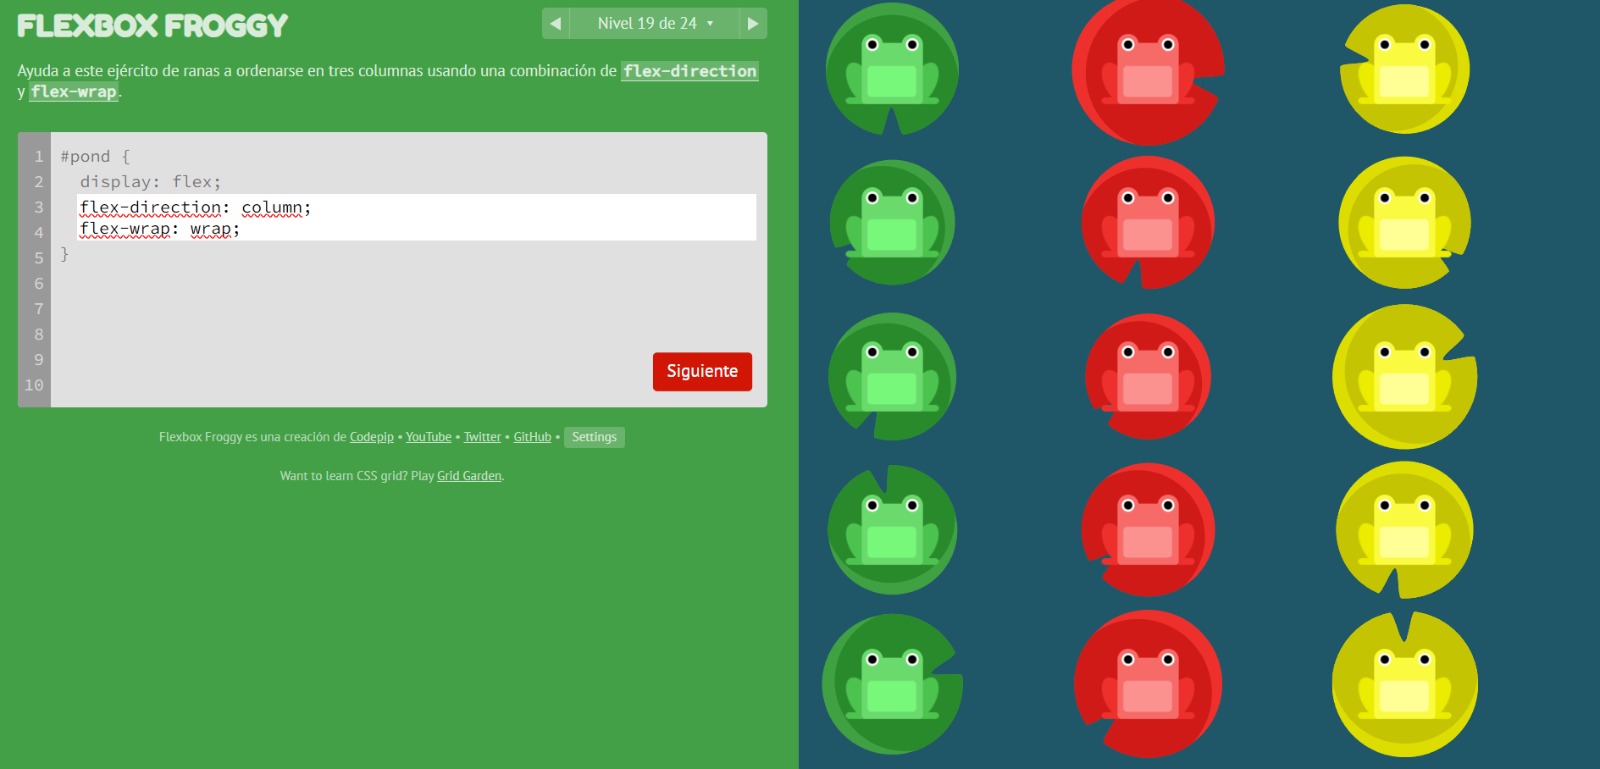 FLEXBOX FROGGY
◀ Nivel 19 de 24 ▾ ▶
Ayuda a este ejército de ranas a ordenarse en tres columnas usando una combinación de flex-direction
y flex-wrap.
1 #pond {
2 display: flex;
3 flex-direction: column;
4 flex-wrap: wrap;
5 }
6
7
8
9
10
Siguiente
Flexbox Froggy es una creación de Codepip • YouTube • Twitter • GitHub • Settings
Want to learn CSS grid? Play Grid Garden.